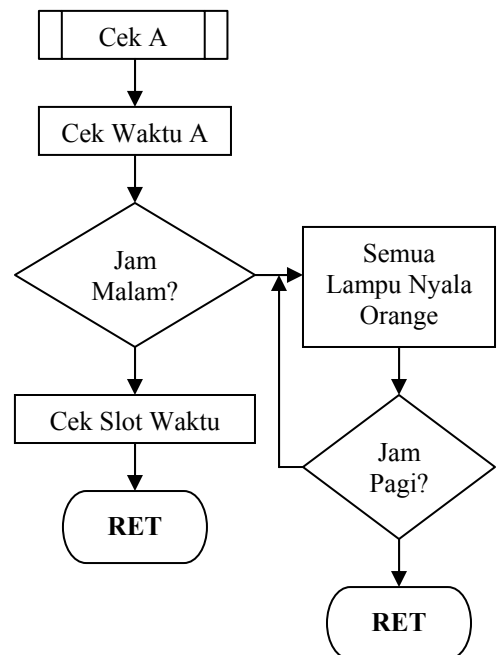 Cek A
Cek Waktu A
Jam
Malam?
Semua
Lampu Nyala
Orange
Cek Slot Waktu
Jam
Pagi?
RET
RET